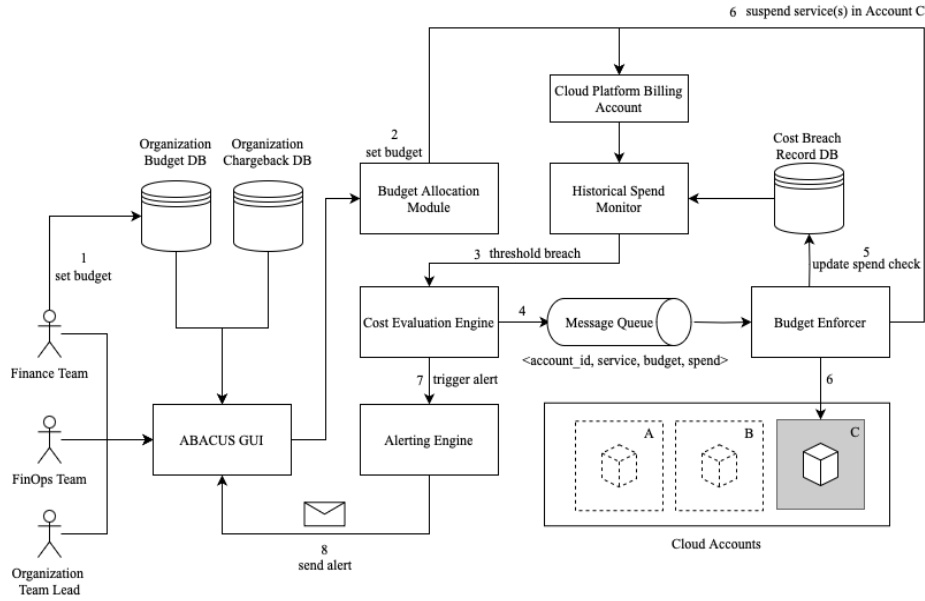 6 suspend service(s) in Account C
Cloud Platform Billing
Account
2
set budget
Organization
Budget DB
Organization
Chargeback DB
Cost Breach
Record DB
Budget Allocation
Module
Historical Spend
Monitor
1
set budget
3 threshold breach
5
update spend check
Cost Evaluation Engine
4
Message Queue
Budget Enforcer
<account_id, service, budget, spend>
Finance Team
7 trigger alert
6
ABACUS GUI
Alerting Engine
A
B
C
FinOps Team
Cloud Accounts
8
send alert
Organization
Team Lead